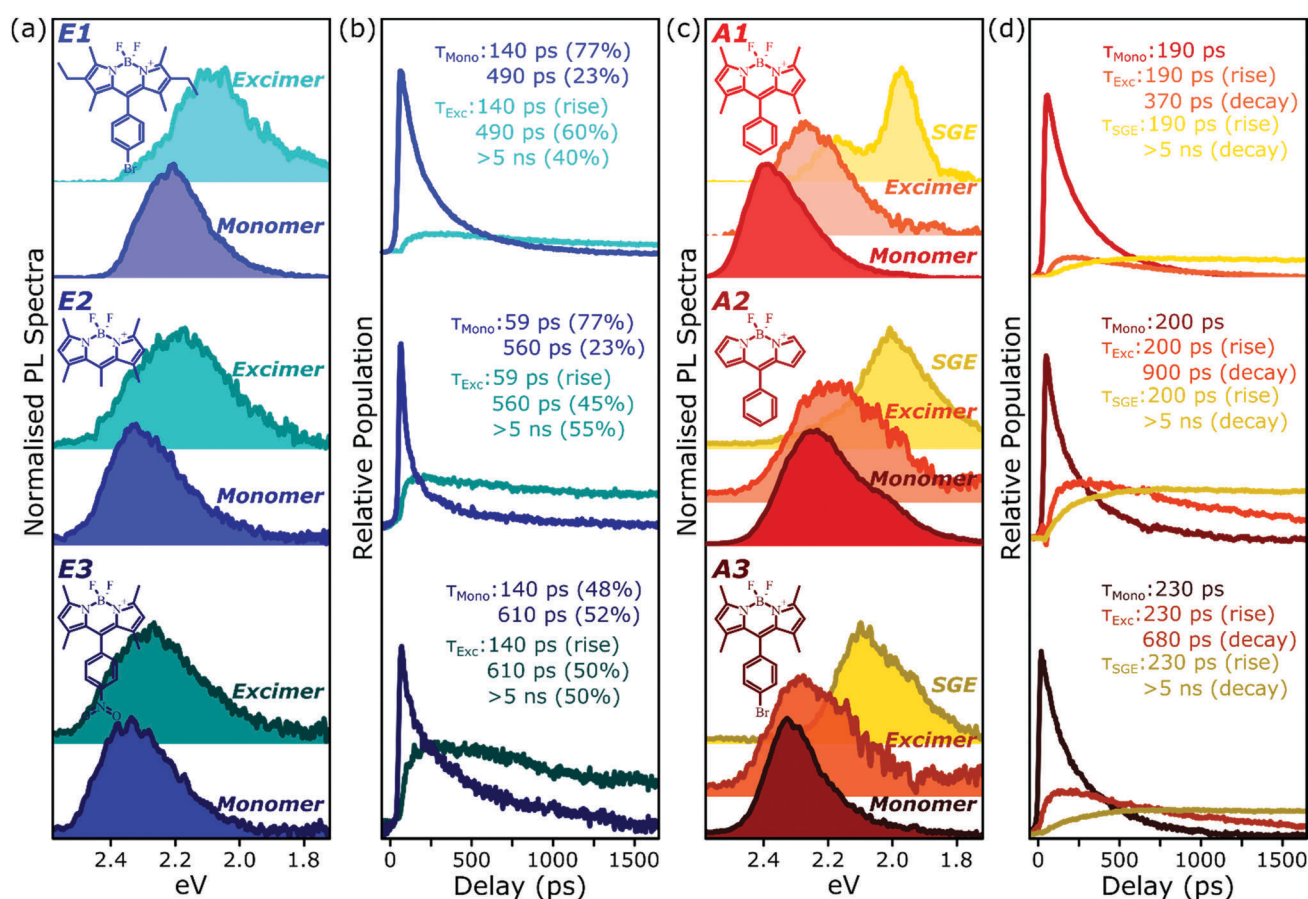 (a)
E1
F F
B
N N
+
Br
Excimer
Monomer
E2
F F
B
N N
+
Excimer
Monomer
E3
F F
B
N N
+
N
O
Excimer
Monomer
Normalised PL Spectra
2.4 2.2 2.0 1.8
eV
(b)
τMono:140 ps (77%)
490 ps (23%)
τExc:140 ps (rise)
490 ps (60%)
>5 ns (40%)
τMono:59 ps (77%)
560 ps (23%)
τExc:59 ps (rise)
560 ps (45%)
>5 ns (55%)
τMono:140 ps (48%)
610 ps (52%)
τExc:140 ps (rise)
610 ps (50%)
>5 ns (50%)
Relative Population
0 500 1000 1500
Delay (ps)
(c)
A1
F F
B
N N
+
SGE
Excimer
Monomer
A2
F F
B
N N
+
SGE
Excimer
Monomer
A3
F F
B
N N
+
Br
SGE
Excimer
Monomer
Normalised PL Spectra
2.4 2.2 2.0 1.8
eV
(d)
τMono:190 ps
τExc:190 ps (rise)
370 ps (decay)
τSGE:190 ps (rise)
>5 ns (decay)
τMono:200 ps
τExc:200 ps (rise)
900 ps (decay)
τSGE:200 ps (rise)
>5 ns (decay)
τMono:230 ps
τExc:230 ps (rise)
680 ps (decay)
τSGE:230 ps (rise)
>5 ns (decay)
Relative Population
0 500 1000 1500
Delay (ps)